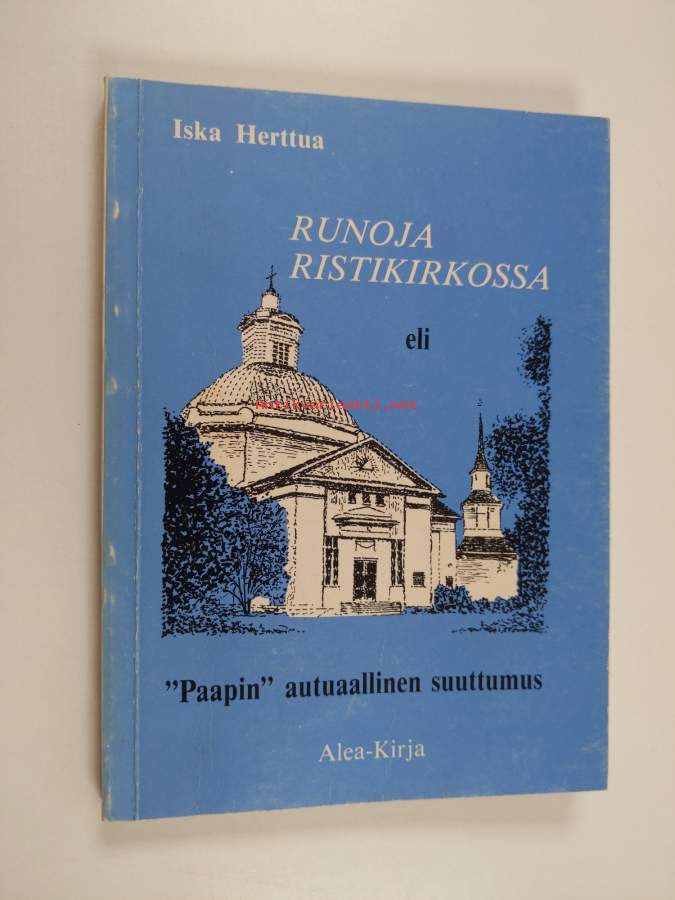 Iska Herttua
RUNOJA
RISTIKIRKOSSA
eli
Antikvariaatti.net
”Paapin” autuaallinen suuttumus
Alea-Kirja